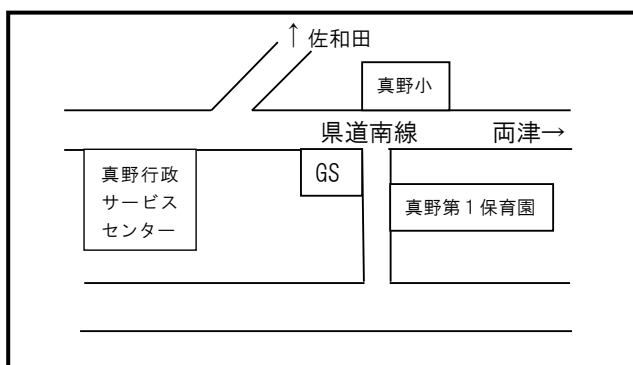 ↑ 佐和田
真野小
県道南線
両津→
真野行政
サービス
センター
GS
真野第1保育園